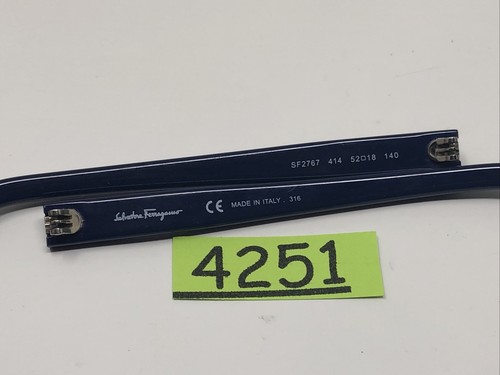 SF2767 414 52□18 140
Salvatore Ferragamo CE MADE IN ITALY . 316
4251